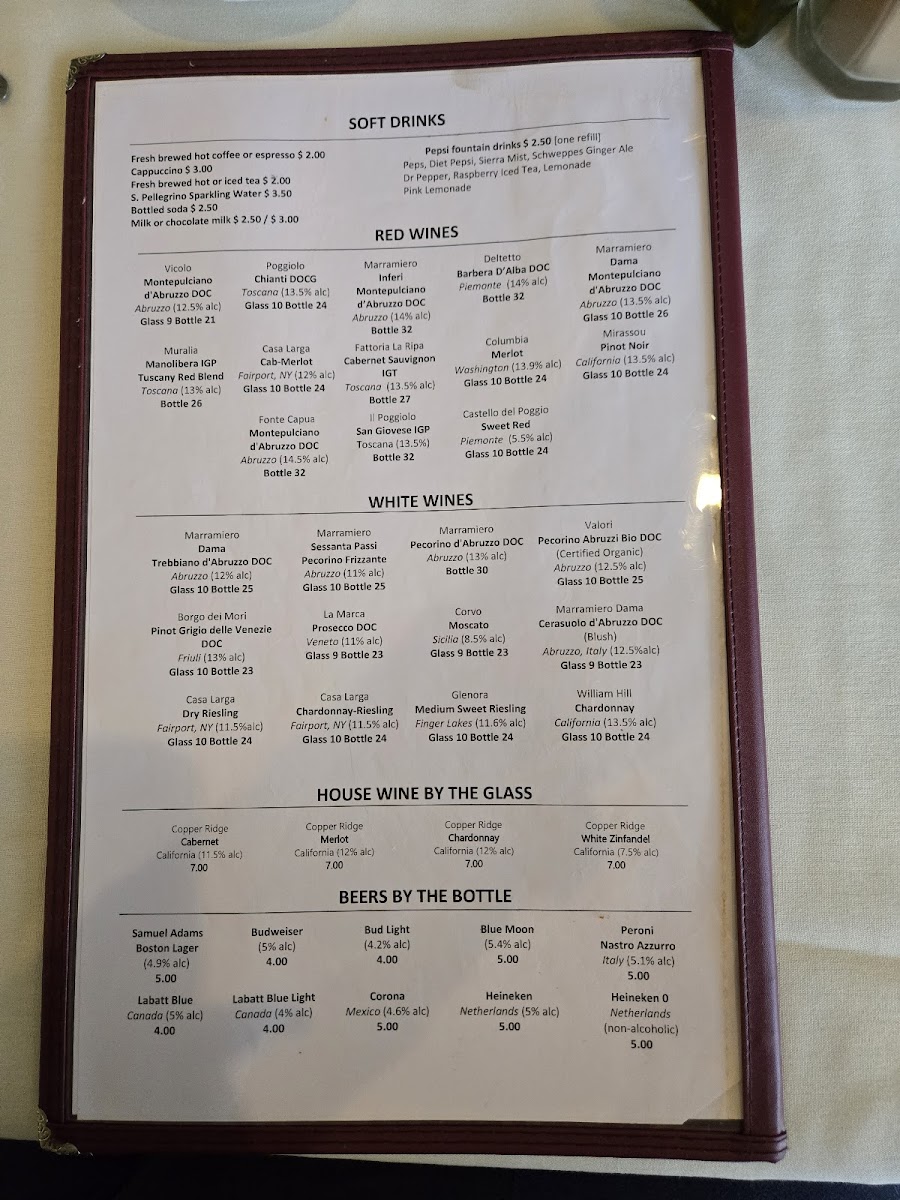 SOFT DRINKS
Fresh brewed hot coffee or espresso $ 2.00
Cappuccino $ 3.00
Fresh brewed hot or iced tea $ 2.00
S. Pellegrino Sparkling Water $ 3.50
Bottled soda $ 2.50
Milk or chocolate milk $ 2.50 / $ 3.00
Pepsi fountain drinks $ 2.50 [one refill]
Peps, Diet Pepsi, Sierra Mist, Schweppes Ginger Ale
Dr Pepper, Raspberry Iced Tea, Lemonade
Pink Lemonade
RED WINES
Vicolo
Montepulciano
d'Abruzzo DOC
Abruzzo (12.5% alc)
Glass 9 Bottle 21
Poggiolo
Chianti DOCG
Toscana (13.5% alc)
Glass 10 Bottle 24
Marramiero
Inferi
Montepulciano
d'Abruzzo DOC
Abruzzo (14% alc)
Bottle 32
Deltetto
Barbera D'Alba DOC
Piemonte (14% alc)
Bottle 32
Marramiero
Dama
Montepulciano
d'Abruzzo DOC
Abruzzo (13.5% alc)
Glass 10 Bottle 26
Muralia
Manolibera IGP
Tuscany Red Blend
Toscana (13% alc)
Bottle 26
Casa Larga
Cab-Merlot
Fairport, NY (12% alc)
Glass 10 Bottle 24
Fattoria La Ripa
Cabernet Sauvignon
IGT
Toscana (13.5% alc)
Bottle 27
Columbia
Merlot
Washington (13.9% alc)
Glass 10 Bottle 24
Mirassou
Pinot Noir
California (13.5% alc)
Glass 10 Bottle 24
Fonte Capua
Montepulciano
d'Abruzzo DOC
Abruzzo (14.5% alc)
Bottle 32
Il Poggiolo
San Giovese IGP
Toscana (13.5%)
Bottle 32
Castello del Poggio
Sweet Red
Piemonte (5.5% alc)
Glass 10 Bottle 24
WHITE WINES
Marramiero
Dama
Trebbiano d'Abruzzo DOC
Abruzzo (12% alc)
Glass 10 Bottle 25
Marramiero
Sessanta Passi
Pecorino Frizzante
Abruzzo (11% alc)
Glass 10 Bottle 25
Marramiero
Pecorino d'Abruzzo DOC
Abruzzo (13% alc)
Bottle 30
Valori
Pecorino Abruzzi Bio DOC
(Certified Organic)
Abruzzo (12.5% alc)
Glass 10 Bottle 25
Borgo dei Mori
Pinot Grigio delle Venezie
DOC
Friuli (13% alc)
Glass 10 Bottle 23
La Marca
Prosecco DOC
Veneto (11% alc)
Glass 9 Bottle 23
Corvo
Moscato
Sicilia (8.5% alc)
Glass 9 Bottle 23
Marramiero Dama
Cerasuolo d'Abruzzo DOC
(Blush)
Abruzzo, Italy (12.5%alc)
Glass 9 Bottle 23
Casa Larga
Dry Riesling
Fairport, NY (11.5%alc)
Glass 10 Bottle 24
Casa Larga
Chardonnay-Riesling
Fairport, NY (11.5% alc)
Glass 10 Bottle 24
Glenora
Medium Sweet Riesling
Finger Lakes (11.6% alc)
Glass 10 Bottle 24
William Hill
Chardonnay
California (13.5% alc)
Glass 10 Bottle 24
HOUSE WINE BY THE GLASS
Copper Ridge
Cabernet
California (11.5% alc)
7.00
Copper Ridge
Merlot
California (12% alc)
7.00
Copper Ridge
Chardonnay
California (12% alc)
7.00
Copper Ridge
White Zinfandel
California (7.5% alc)
7.00
BEERS BY THE BOTTLE
Samuel Adams
Boston Lager
(4.9% alc)
5.00
Budweiser
(5% alc)
4.00
Bud Light
(4.2% alc)
4.00
Blue Moon
(5.4% alc)
5.00
Peroni
Nastro Azzurro
Italy (5.1% alc)
5.00
Labatt Blue
Canada (5% alc)
4.00
Labatt Blue Light
Canada (4% alc)
4.00
Corona
Mexico (4.6% alc)
5.00
Heineken
Netherlands (5% alc)
5.00
Heineken 0
Netherlands
(non-alcoholic)
5.00